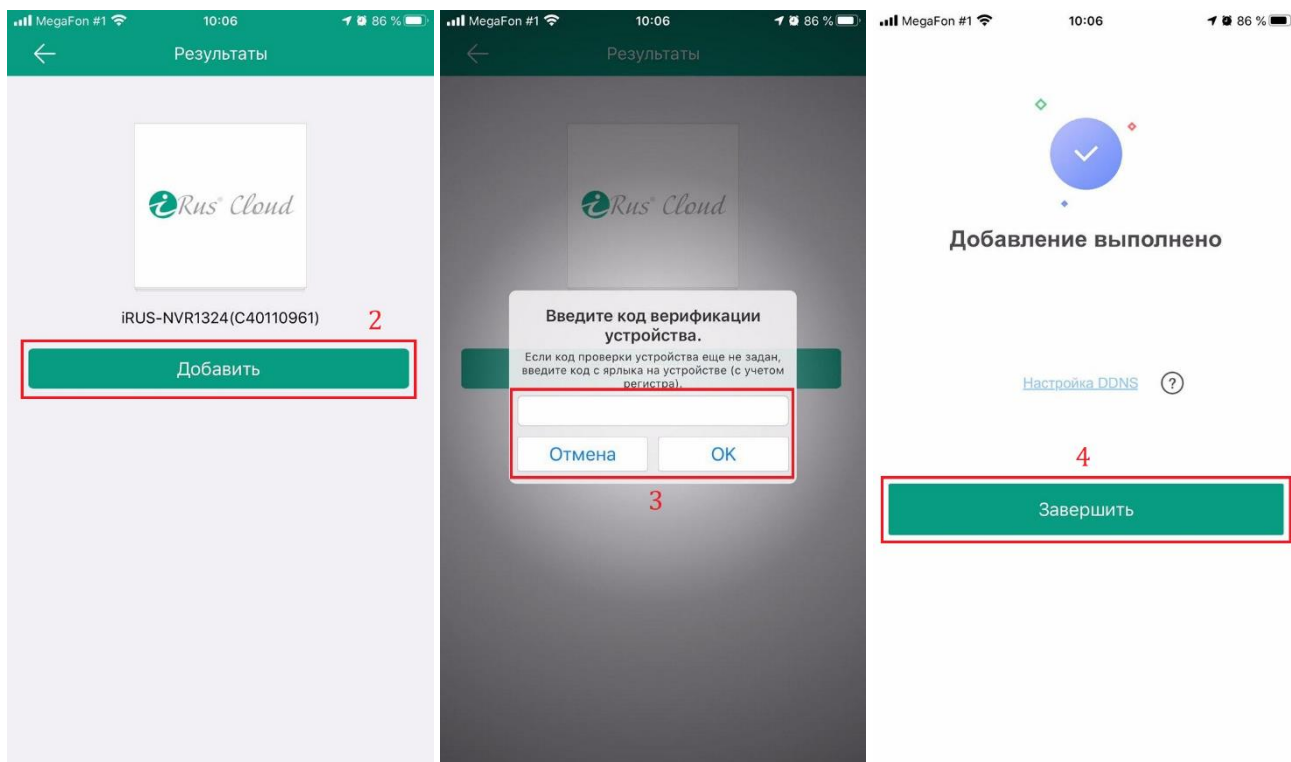 MegaFon #1 10:06 86 %
Результаты
iRus® Cloud
iRUS-NVR1324(C40110961)
2
Добавить
MegaFon #1 10:06 86 %
Результаты
iRus® Cloud
Введите код верификации
устройства.
Если код проверки устройства еще не задан,
введите код с ярлыка на устройстве (с учетом
регистра).
Отмена OK
3
MegaFon #1 10:06 86 %
Добавление выполнено
Настройка DDNS ?
4
Завершить